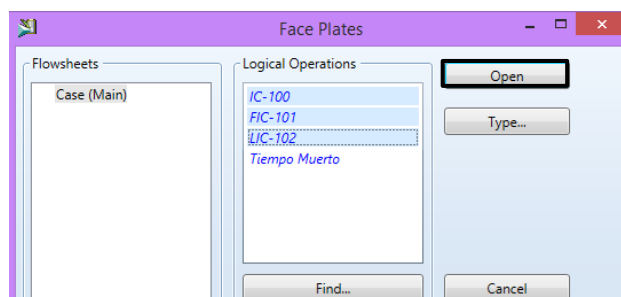 Face Plates
Flowsheets
Case (Main)
Logical Operations
IC-100
FIC-101
LIC-102
Tiempo Muerto
Find...
Open
Type...
Cancel